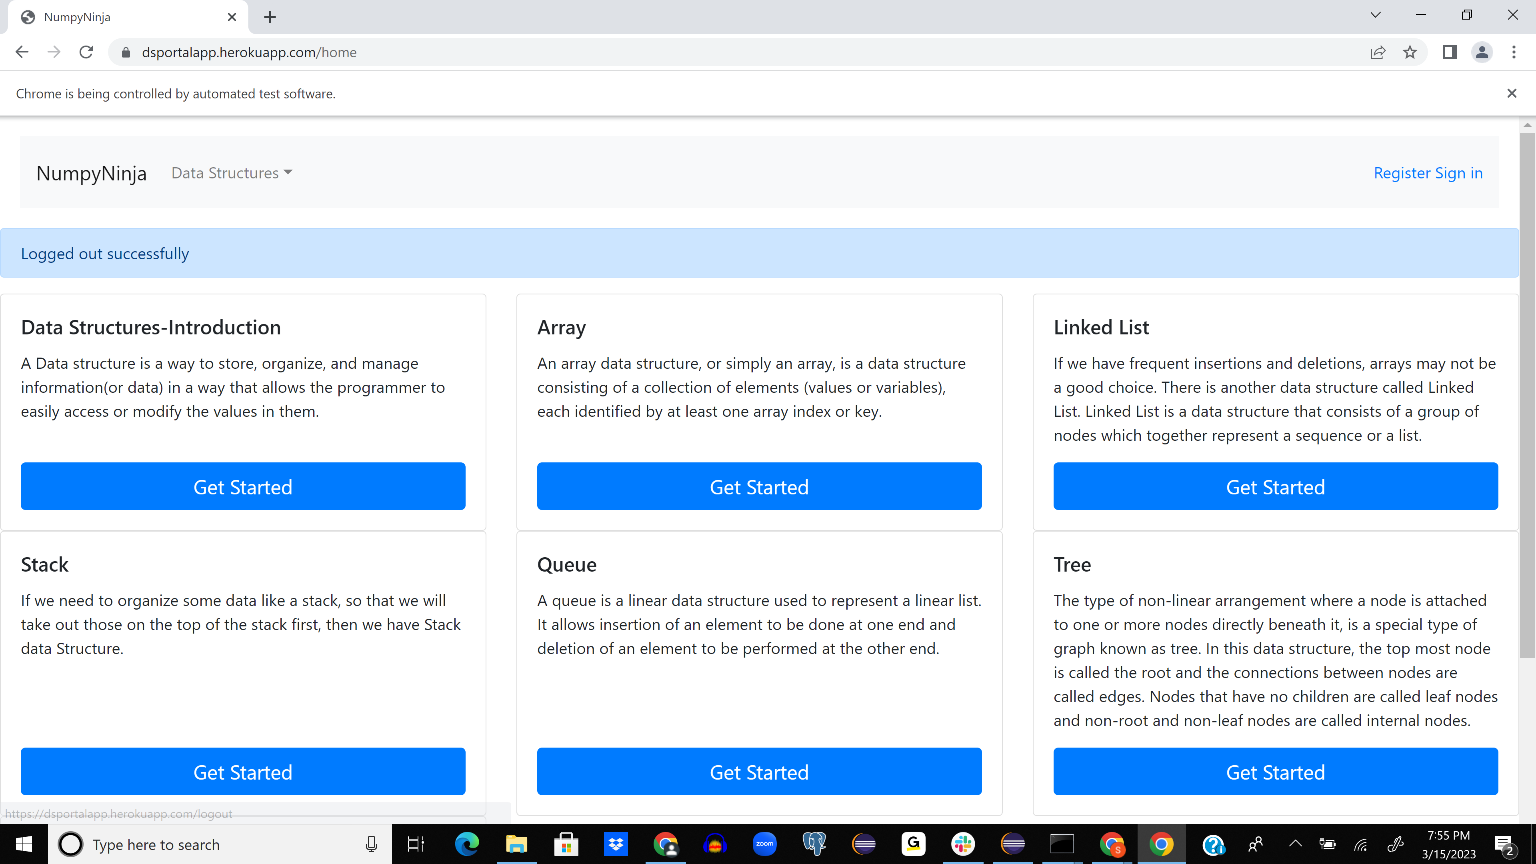 NumpyNinja
dsportalapp.herokuapp.com/home
Chrome is being controlled by automated test software.
NumpyNinja Data Structures Register Sign in
Logged out successfully
Data Structures-Introduction
A Data structure is a way to store, organize, and manage
information(or data) in a way that allows the programmer to
easily access or modify the values in them.
Get Started
Array
An array data structure, or simply an array, is a data structure
consisting of a collection of elements (values or variables),
each identified by at least one array index or key.
Get Started
Linked List
If we have frequent insertions and deletions, arrays may not be
a good choice. There is another data structure called Linked
List. Linked List is a data structure that consists of a group of
nodes which together represent a sequence or a list.
Get Started
Stack
If we need to organize some data like a stack, so that we will
take out those on the top of the stack first, then we have Stack
data Structure.
Get Started
Queue
A queue is a linear data structure used to represent a linear list.
It allows insertion of an element to be done at one end and
deletion of an element to be performed at the other end.
Get Started
Tree
The type of non-linear arrangement where a node is attached
to one or more nodes directly beneath it, is a special type of
graph known as tree. In this data structure, the top most node
is called the root and the connections between nodes are
called edges. Nodes that have no children are called leaf nodes
and non-root and non-leaf nodes are called internal nodes.
Get Started
https://dsportalapp.herokuapp.com/logout
Type here to search
zoom
G
S
7:55 PM
3/15/2023
2